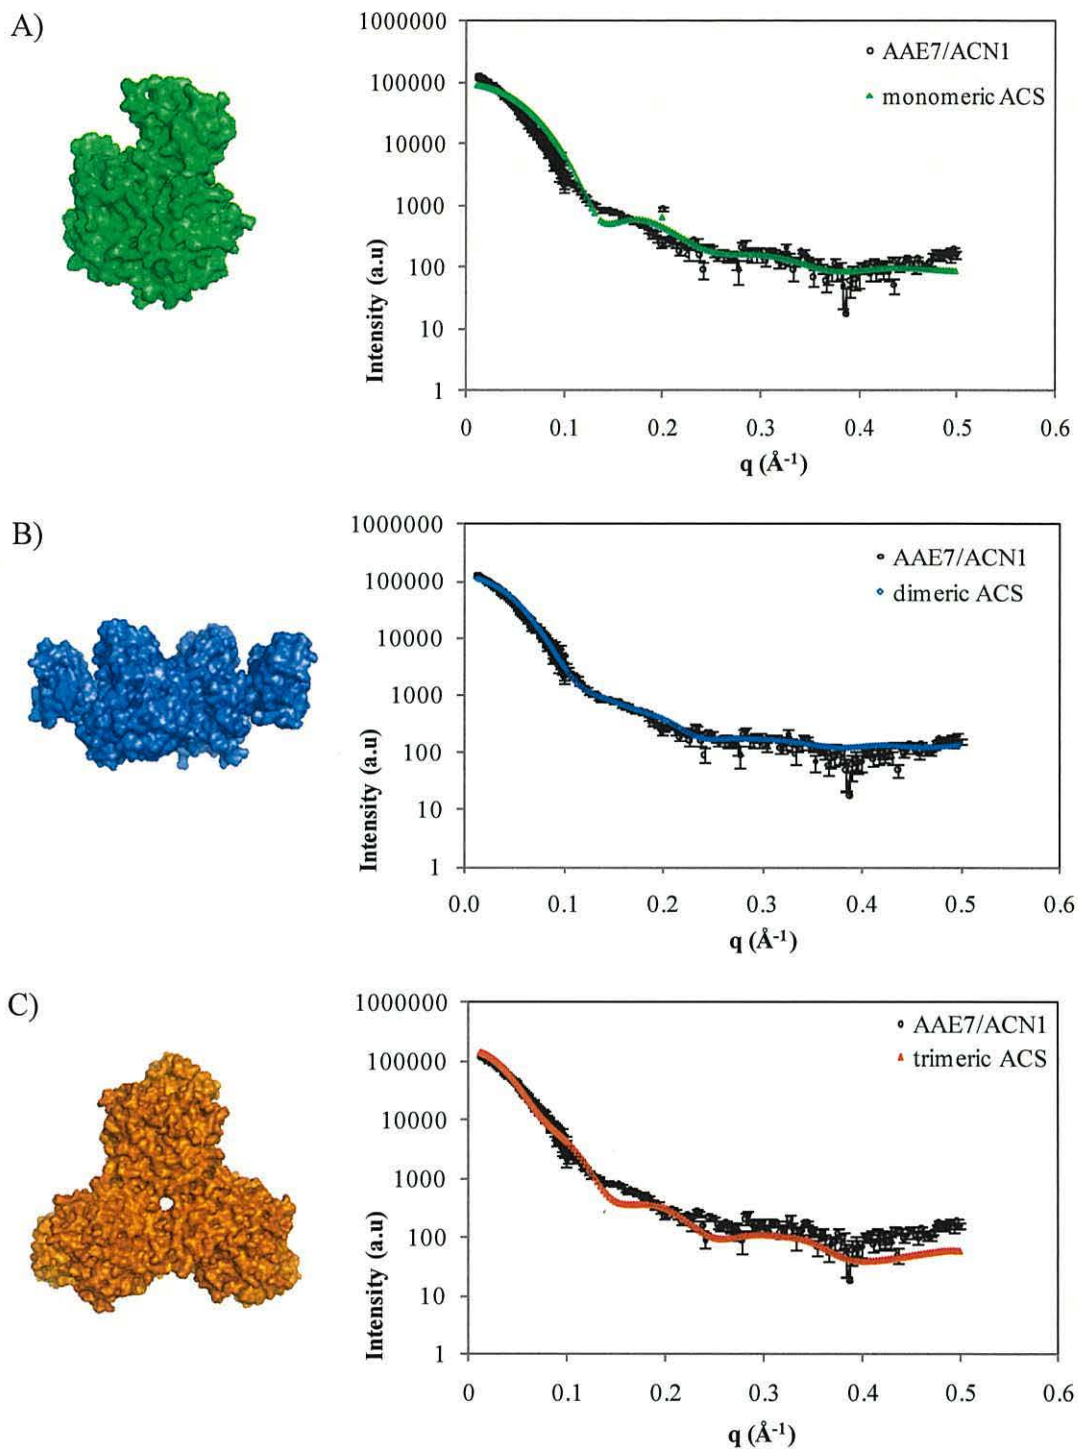 A)
1000000
100000
10000
1000
100
10
1
Intensity (a.u)
AAE7/ACN1
monomeric ACS
0 0.1 0.2 0.3 0.4 0.5 0.6
q (Å-1)
B)
1000000
100000
10000
1000
100
10
1
Intensity (a.u)
AAE7/ACN1
dimeric ACS
0.0 0.1 0.2 0.3 0.4 0.5 0.6
q (Å-1)
C)
1000000
100000
10000
1000
100
10
1
Intensity (a.u)
AAE7/ACN1
trimeric ACS
0 0.1 0.2 0.3 0.4 0.5 0.6
q (Å-1)